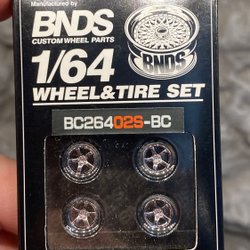 Manufactured by
BNDS
CUSTOM WHEEL PARTS
BNDS
1/64
WHEEL&TIRE SET
BC26402S-BC